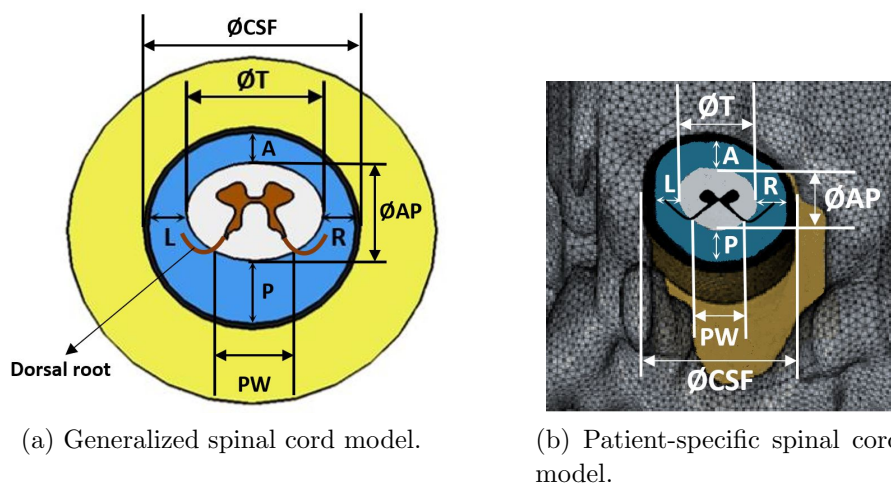 ØCSF
ØT
A
ØAP
L
R
P
Dorsal root
PW
(a) Generalized spinal cord model.
ØT
A
L
R
ØAP
P
PW
ØCSF
(b) Patient-specific spinal cord
model.